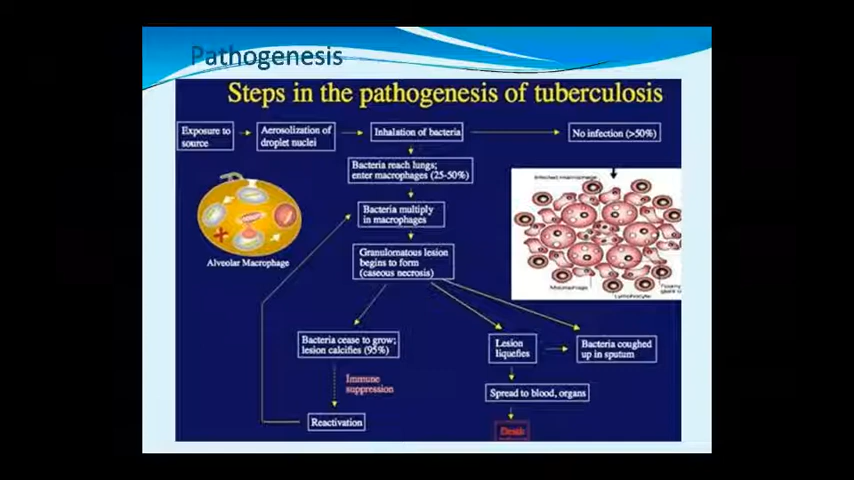 Pathogenesis
Steps in the pathogenesis of tuberculosis
Exposure to
source
Aerosolization of
droplet nuclei
Inhalation of bacteria
No infection (>50%)
Bacteria reach lungs;
enter macrophages (25-50%)
Infected macrophage
Bacteria multiply
in macrophages
Alveolar Macrophage
Granulomatous lesion
begins to form
(caseous necrosis)
Macrophage
Lymphocyte
Bacteria cease to grow;
lesion calcifies (95%)
Lesion
liquefies
Bacteria coughed
up in sputum
Immune
suppression
Spread to blood, organs
Reactivation
Death